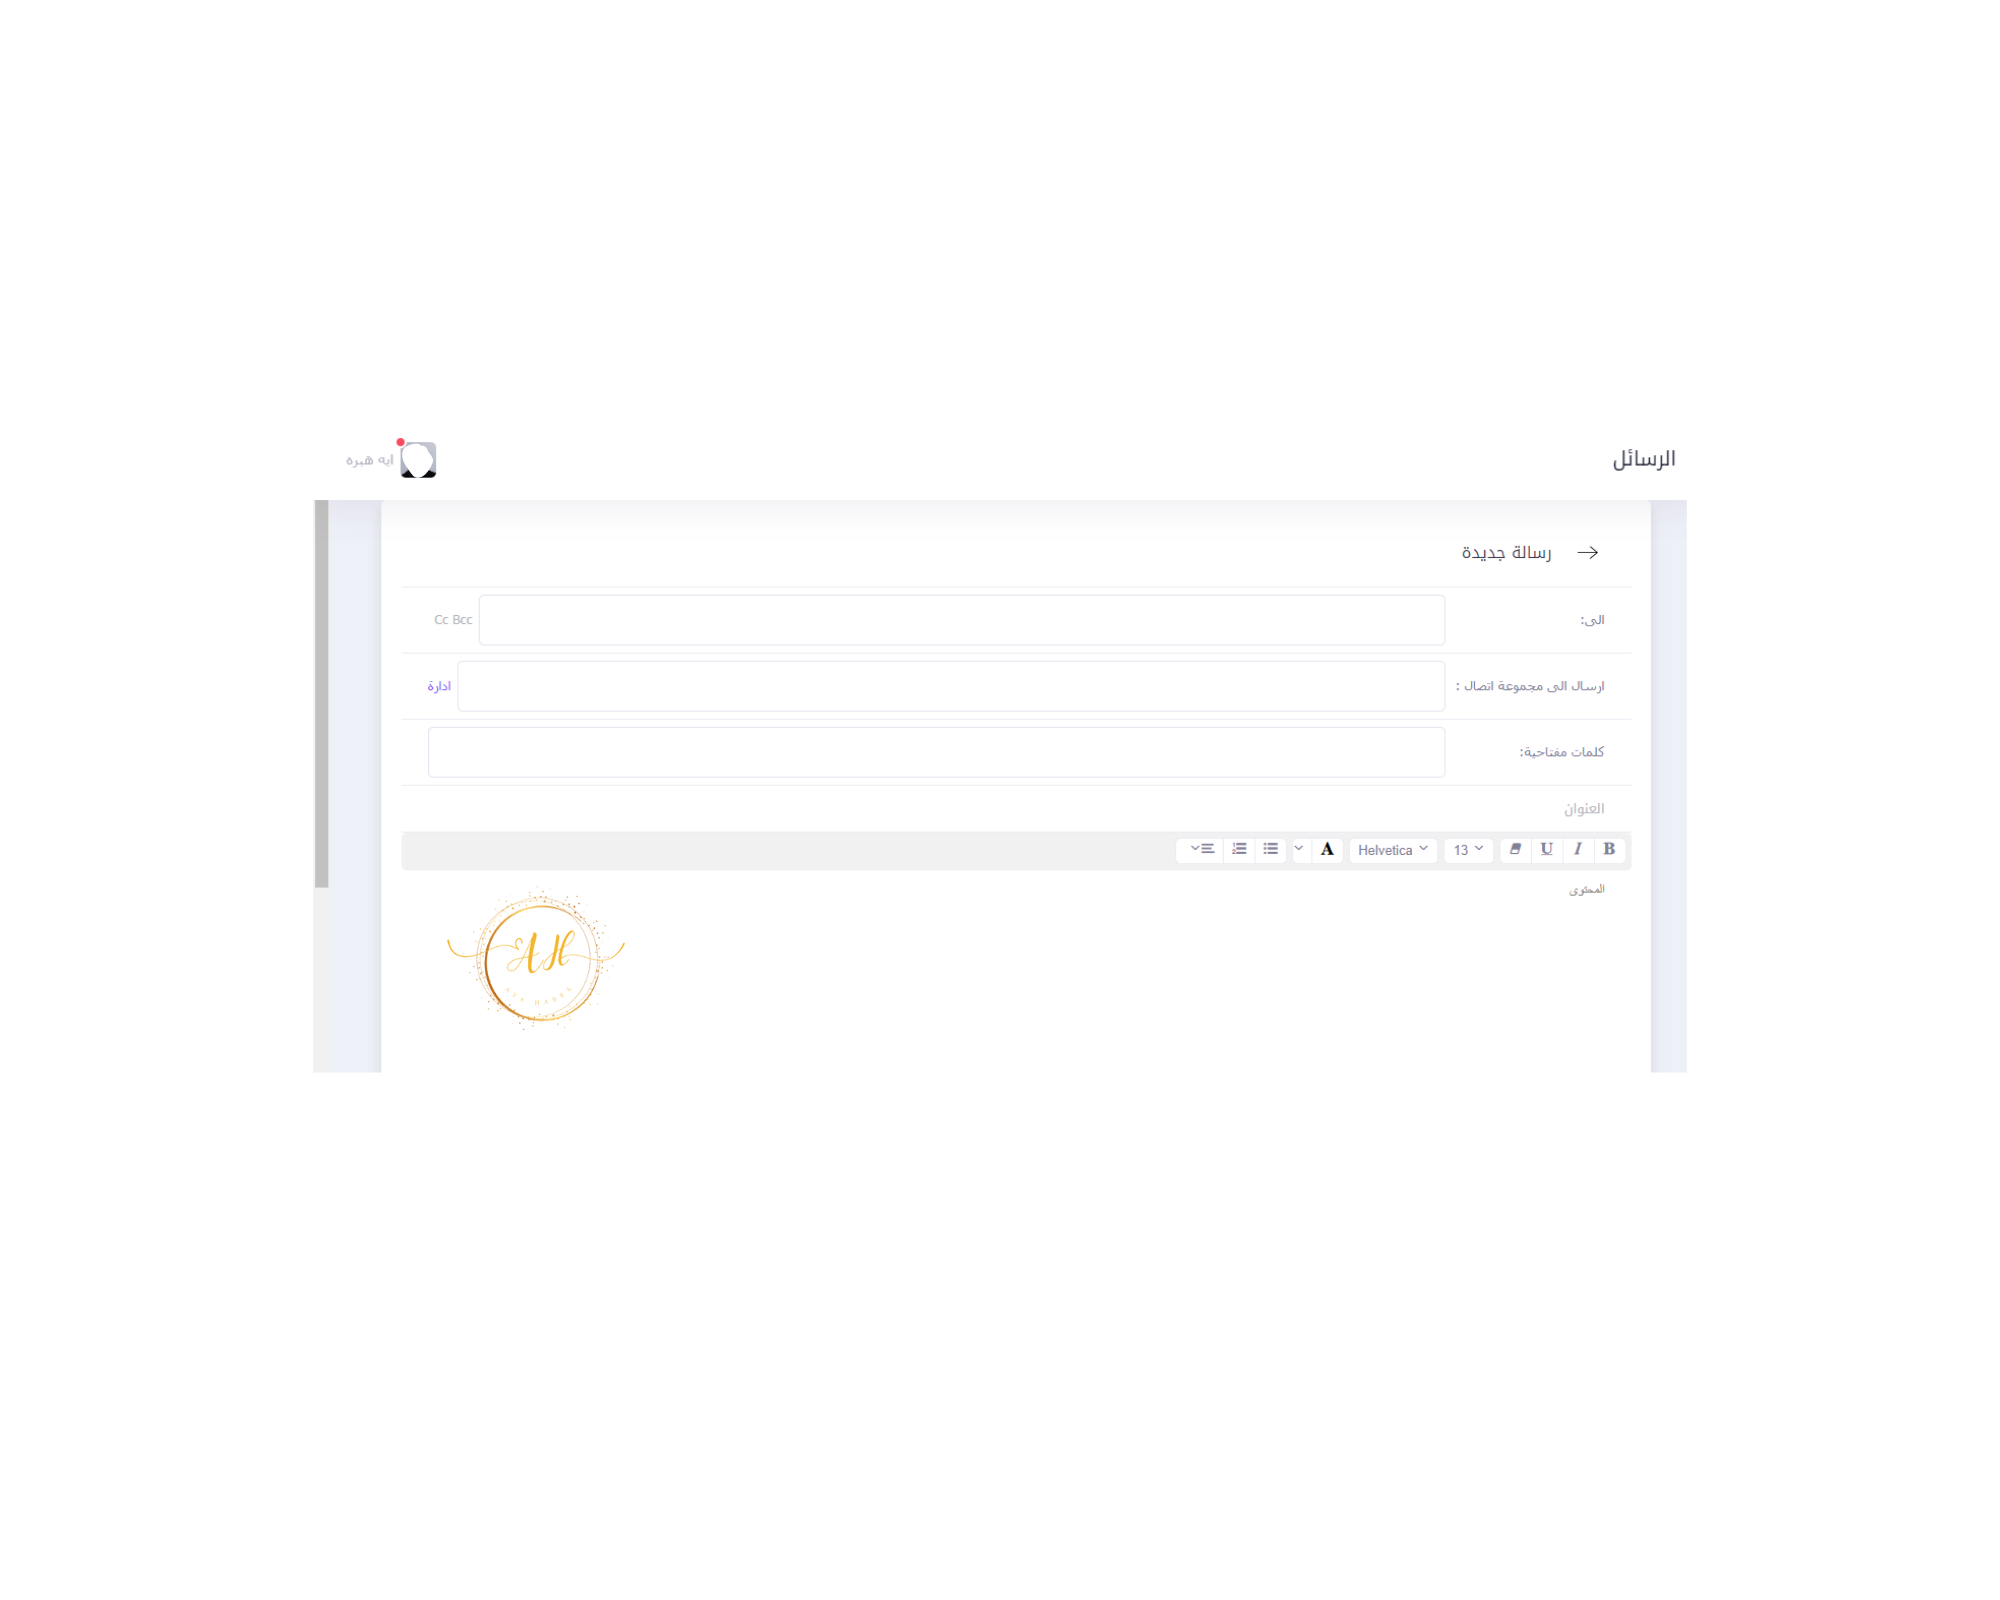 الرسائل
ايه هبره
رسالة جديدة
الى:
Cc Bcc
ارسال الى مجموعة اتصال :
ادارة
كلمات مفتاحية:
العنوان
B I U 13 Helvetica A
المحتوى
AH
AYA HABRA